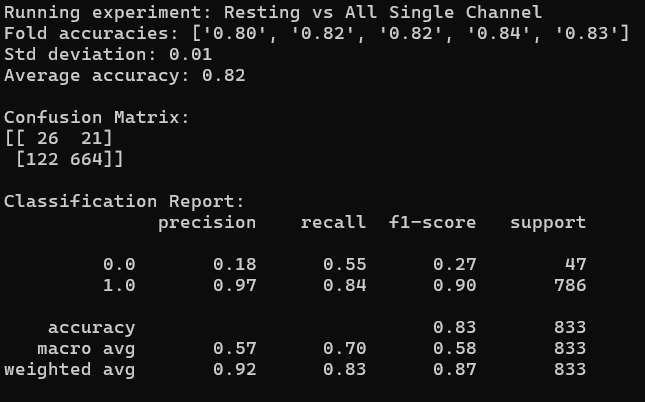 Running experiment: Resting vs All Single Channel
Fold accuracies: ['0.80', '0.82', '0.82', '0.84', '0.83']
Std deviation: 0.01
Average accuracy: 0.82
Confusion Matrix:
[[ 26  21]
 [122 664]]
Classification Report:
              precision    recall  f1-score   support
         0.0       0.18      0.55      0.27        47
         1.0       0.97      0.84      0.90       786
    accuracy                           0.83       833
   macro avg       0.57      0.70      0.58       833
weighted avg       0.92      0.83      0.87       833